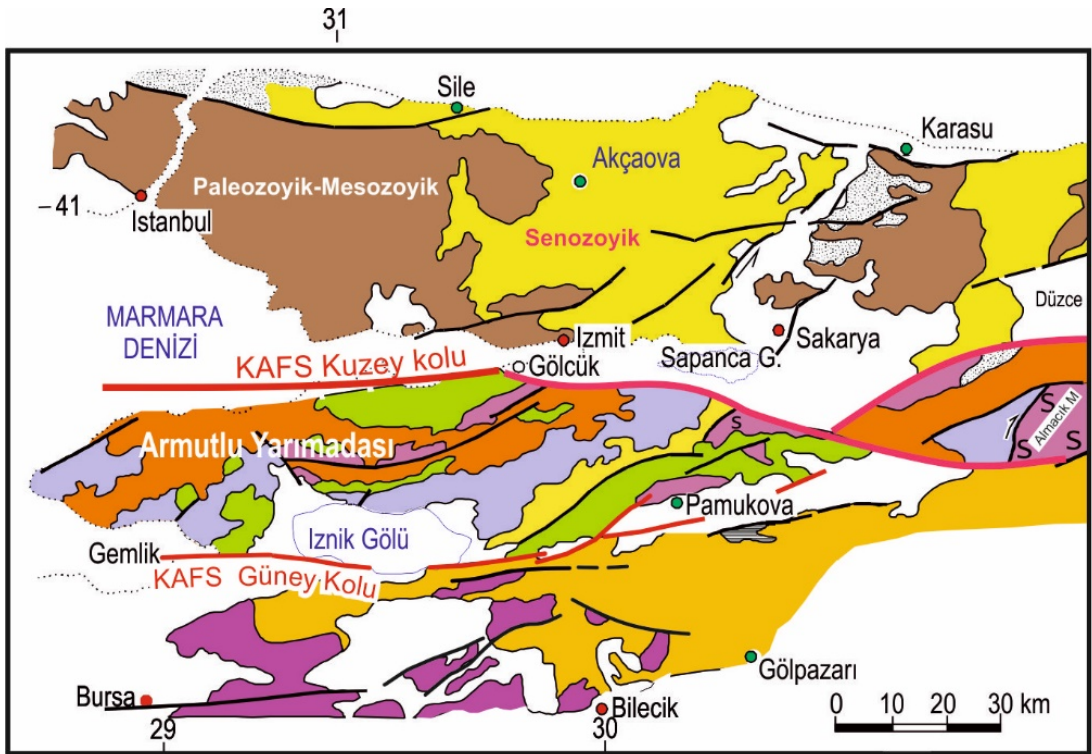 31
Sile
Karasu
Akçaova
Paleozoyik-Mesozoyik
–41
Istanbul
Senozoyik
Düzce
MARMARA
DENİZİ
Izmit
Sakarya
KAFS Kuzey kolu
Gölcük
Sapanca G.
S
Armutlu Yarımadası
S
Almacık M
S
S
Pamukova
Iznik Gölü
Gemlik
KAFS Güney Kolu
Gölpazarı
Bursa
Bilecik
0 10 20 30 km
29
30